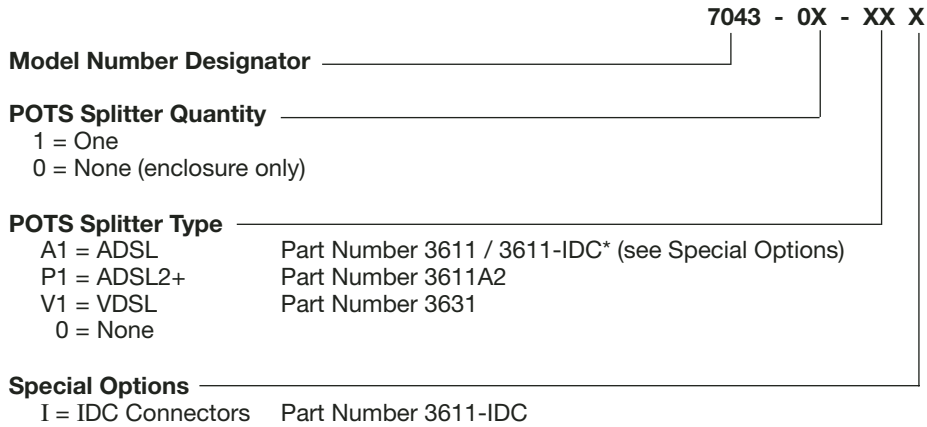 7043 - 0X - XX X
Model Number Designator
POTS Splitter Quantity
1 = One
0 = None (enclosure only)
POTS Splitter Type
A1 = ADSL Part Number 3611 / 3611-IDC* (see Special Options)
P1 = ADSL2+ Part Number 3611A2
V1 = VDSL Part Number 3631
0 = None
Special Options
I = IDC Connectors Part Number 3611-IDC